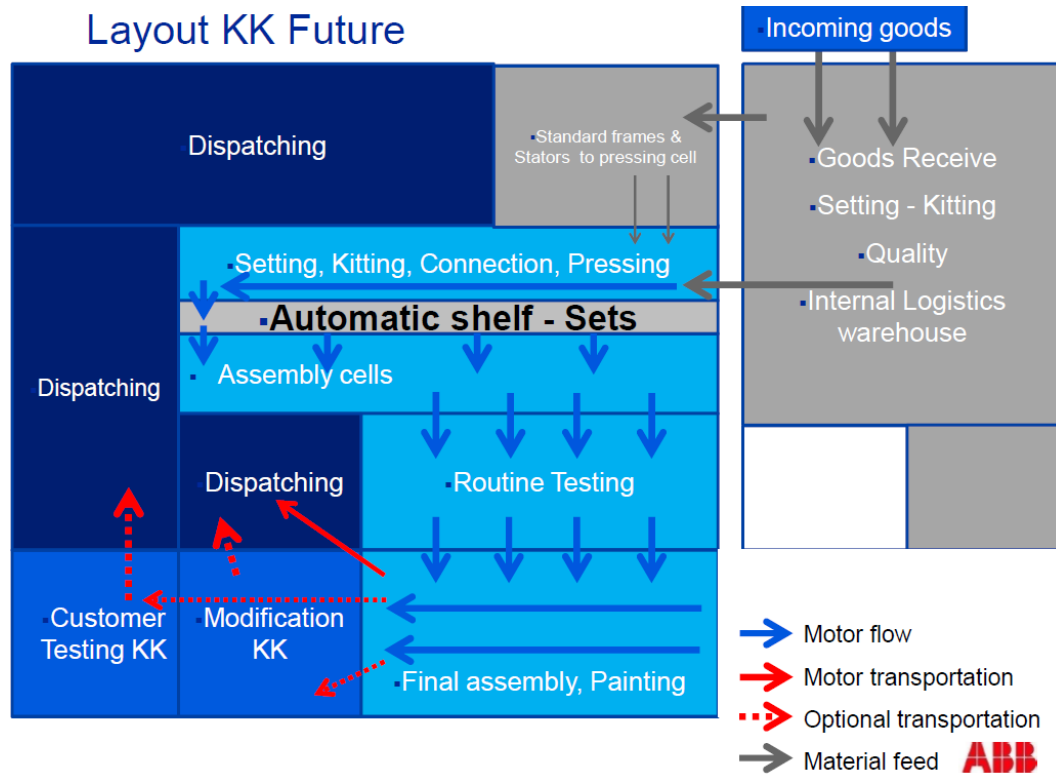 Layout KK Future
▪Incoming goods
▪Dispatching
▪Standard frames &
Stators to pressing cell
▪Goods Receive
▪Setting - Kitting
▪Quality
▪Internal Logistics
warehouse
▪Setting, Kitting, Connection, Pressing
▪Automatic shelf - Sets
▪Assembly cells
▪Dispatching
▪Dispatching
▪Routine Testing
▪Customer
Testing KK
▪Modification
KK
▪Final assembly, Painting
Motor flow
Motor transportation
Optional transportation
Material feed
ABB